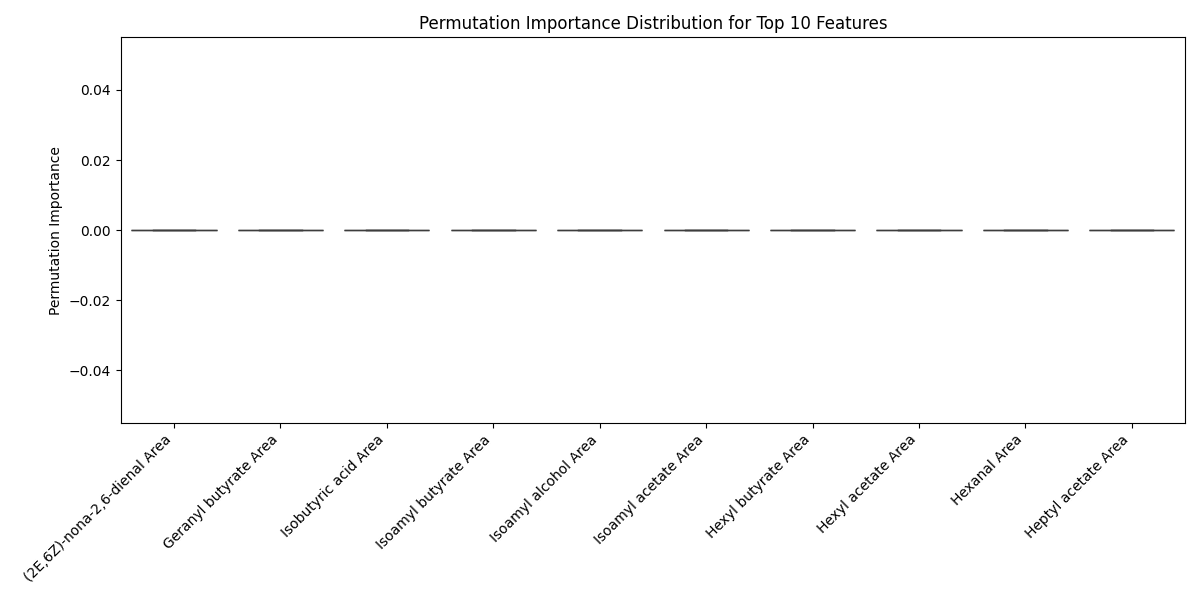 Permutation Importance Distribution for Top 10 Features
Permutation Importance
0.04
0.02
0.00
−0.02
−0.04
(2E,6Z)-nona-2,6-dienal Area
Geranyl butyrate Area
Isobutyric acid Area
Isoamyl butyrate Area
Isoamyl alcohol Area
Isoamyl acetate Area
Hexyl butyrate Area
Hexyl acetate Area
Hexanal Area
Heptyl acetate Area